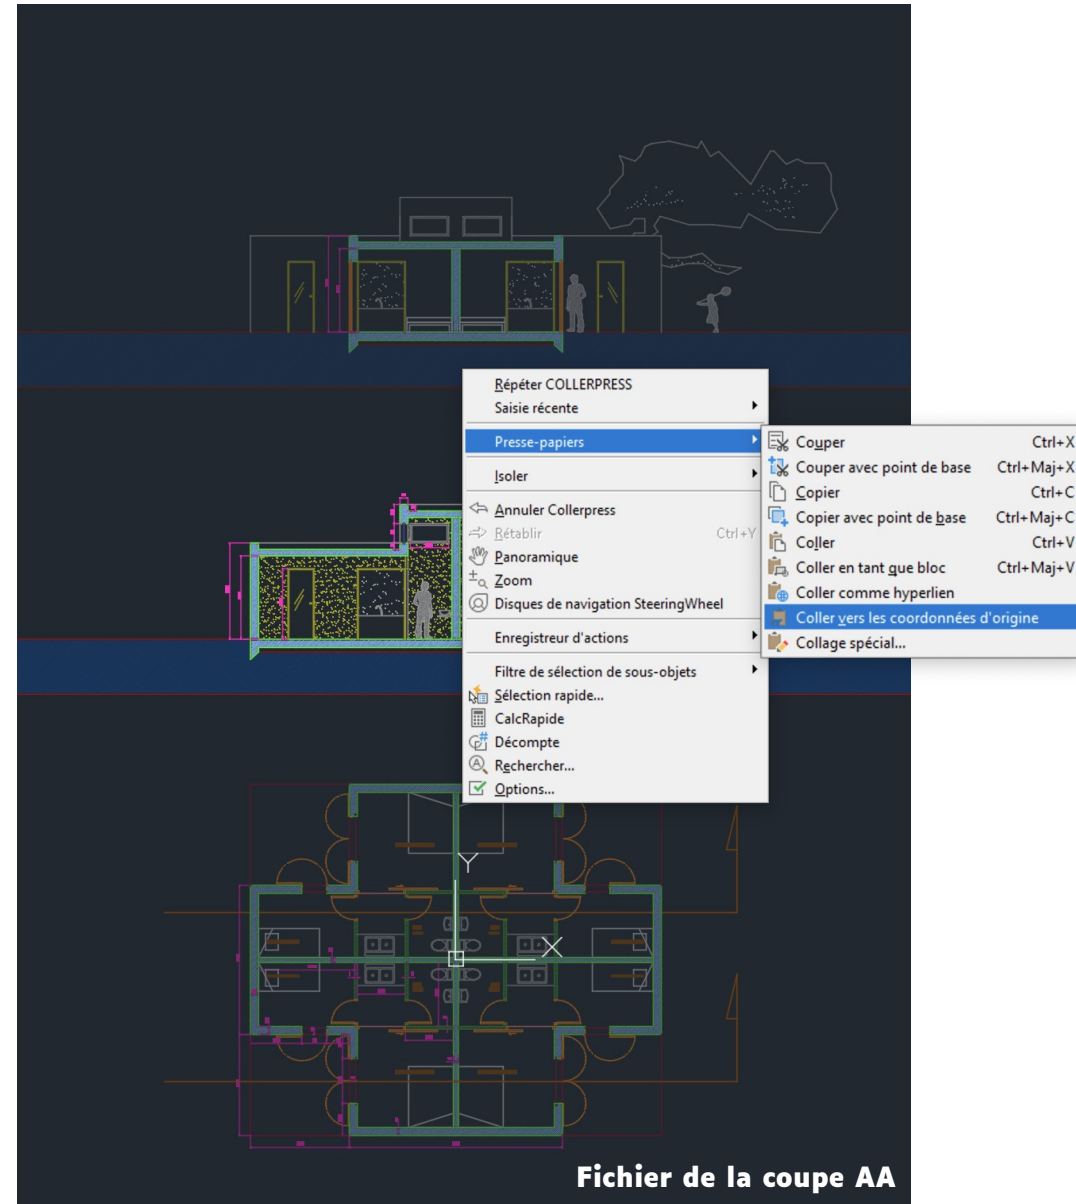 Répéter COLLERPRESS
Saisie récente
Presse-papiers
Isoler
Annuler Collerpress
Rétablir Ctrl+Y
Panoramique
Zoom
Disques de navigation SteeringWheel
Enregistreur d'actions
Filtre de sélection de sous-objets
Sélection rapide...
CalcRapide
Décompte
Rechercher...
Options...
Couper Ctrl+X
Couper avec point de base Ctrl+Maj+X
Copier Ctrl+C
Copier avec point de base Ctrl+Maj+C
Coller Ctrl+V
Coller en tant que bloc Ctrl+Maj+V
Coller comme hyperlien
Coller vers les coordonnées d'origine
Collage spécial...
Y
X
Fichier de la coupe AA